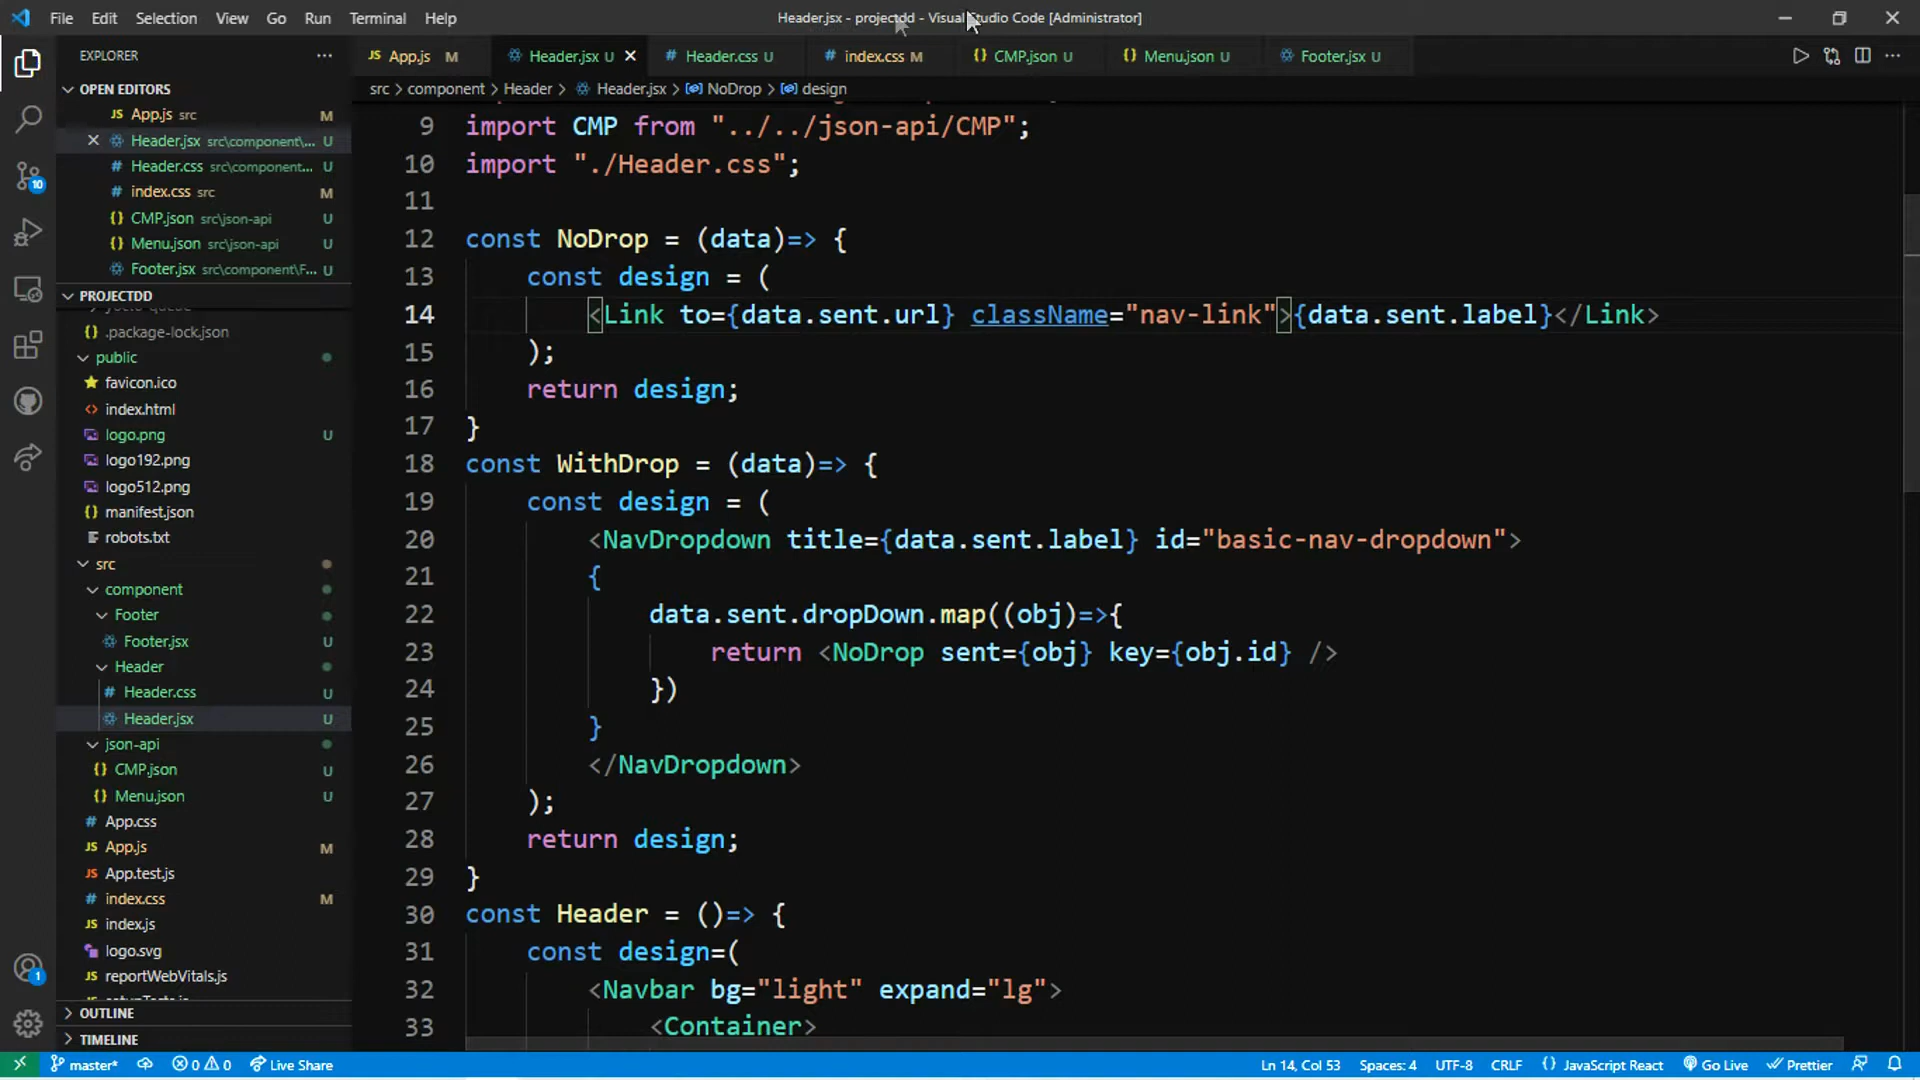 File Edit Selection View Go Run Terminal Help
Header.jsx - projectdd - Visual Studio Code [Administrator]
EXPLORER
App.js M
Header.jsx U
Header.css U
index.css M
CMP.json U
Menu.json U
Footer.jsx U
src > component > Header > Header.jsx > NoDrop > design
OPEN EDITORS
App.js src M
Header.jsx src\component\... U
Header.css src\component... U
index.css src M
CMP.json src\json-api U
Menu.json src\json-api U
Footer.jsx src\component\F... U
PROJECTDD
.package-lock.json
public
favicon.ico
index.html
logo.png U
logo192.png
logo512.png
manifest.json
robots.txt
src
component
Footer
Footer.jsx U
Header
Header.css U
Header.jsx U
json-api
CMP.json U
Menu.json U
App.css
App.js M
App.test.js
index.css M
index.js
logo.svg
reportWebVitals.js
OUTLINE
TIMELINE
9 import CMP from "../../json-api/CMP";
10 import "./Header.css";
11
12 const NoDrop = (data)=> {
13 const design = (
14 <Link to={data.sent.url} className="nav-link">{data.sent.label}</Link>
15 );
16 return design;
17 }
18 const WithDrop = (data)=> {
19 const design = (
20 <NavDropdown title={data.sent.label} id="basic-nav-dropdown">
21 {
22 data.sent.dropDown.map((obj)=>{
23 return <NoDrop sent={obj} key={obj.id} />
24 })
25 }
26 </NavDropdown>
27 );
28 return design;
29 }
30 const Header = ()=> {
31 const design=(
32 <Navbar bg="light" expand="lg">
33 <Container>
10
1
master* 0 0 Live Share
Ln 14, Col 53 Spaces: 4 UTF-8 CRLF JavaScript React Go Live Prettier